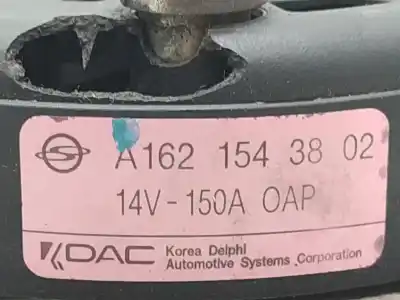 A162 154 38 02
14V-150A OAP
KDAC Korea Delphi
Automotive Systems Corporation